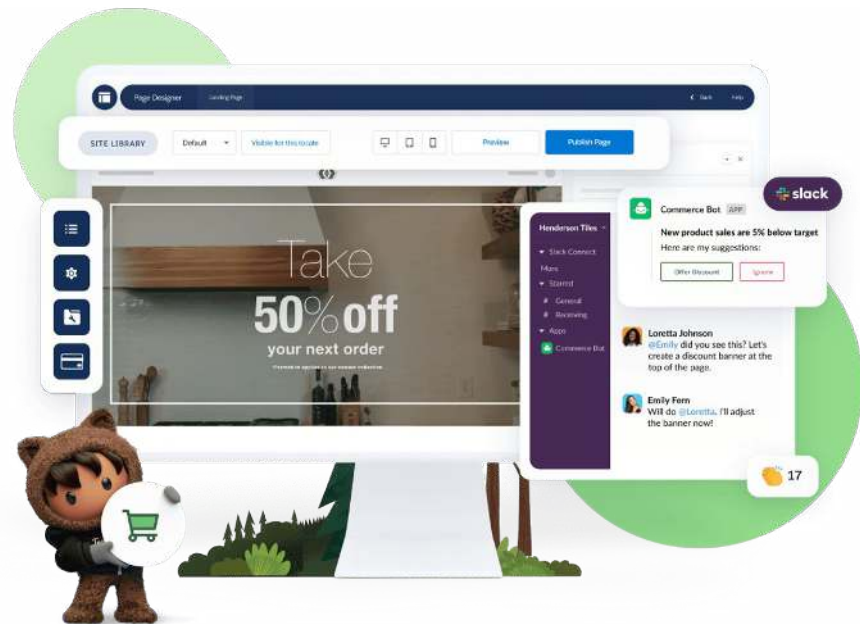 Page Designer
Landing Page
Back
Help
SITE LIBRARY
Default
Visible for this locale
Preview
Publish Page
slack
Commerce Bot APP
New product sales are 5% below target
Here are my suggestions:
Offer Discount
Ignore
Take
50% off
your next order
Henderson Tiles
Slack Connect
More
Starred
# General
# Receiving
Apps
Commerce Bot
Loretta Johnson
@Emily did you see this? Let's
create a discount banner at the
top of the page.
Emily Fern
Will do @Loretta. I'll adjust
the banner now!
17